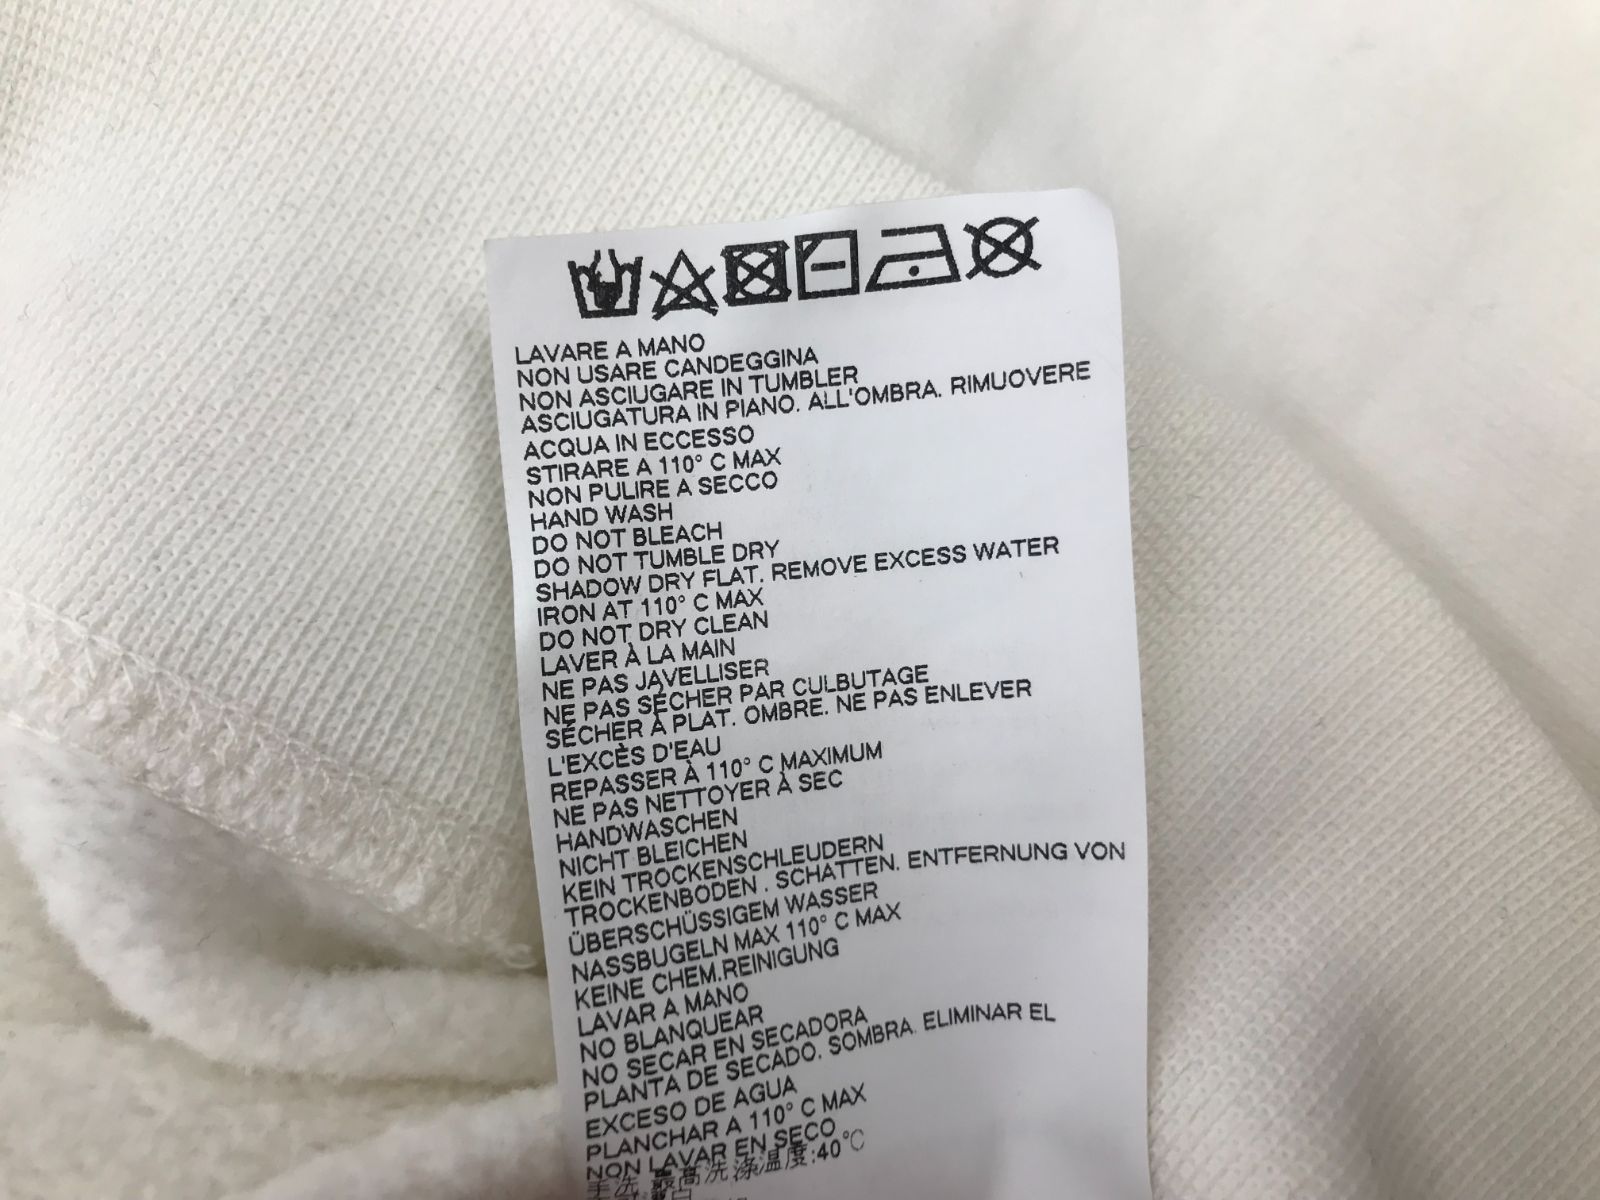 LAVARE A MANO
NON USARE CANDEGGINA
NON ASCIUGARE IN TUMBLER
ASCIUGATURA IN PIANO. ALL'OMBRA. RIMUOVERE
ACQUA IN ECCESSO
STIRARE A 110° C MAX
NON PULIRE A SECCO
HAND WASH
DO NOT BLEACH
DO NOT TUMBLE DRY
SHADOW DRY FLAT. REMOVE EXCESS WATER
IRON AT 110° C MAX
DO NOT DRY CLEAN
LAVER À LA MAIN
NE PAS JAVELLISER
NE PAS SÉCHER PAR CULBUTAGE
SÉCHER À PLAT. OMBRE. NE PAS ENLEVER
L'EXCÈS D'EAU
REPASSER À 110° C MAXIMUM
NE PAS NETTOYER À SEC
HANDWASCHEN
NICHT BLEICHEN
KEIN TROCKENSCHLEUDERN
TROCKENBODEN . SCHATTEN. ENTFERNUNG VON
ÜBERSCHÜSSIGEM WASSER
NASSBUGELN MAX 110° C MAX
KEINE CHEM.REINIGUNG
LAVAR A MANO
NO BLANQUEAR
NO SECAR EN SECADORA
PLANTA DE SECADO. SOMBRA. ELIMINAR EL
EXCESO DE AGUA
PLANCHAR A 110° C MAX
NON LAVAR EN SECO
手洗 最高洗涤温度:40℃